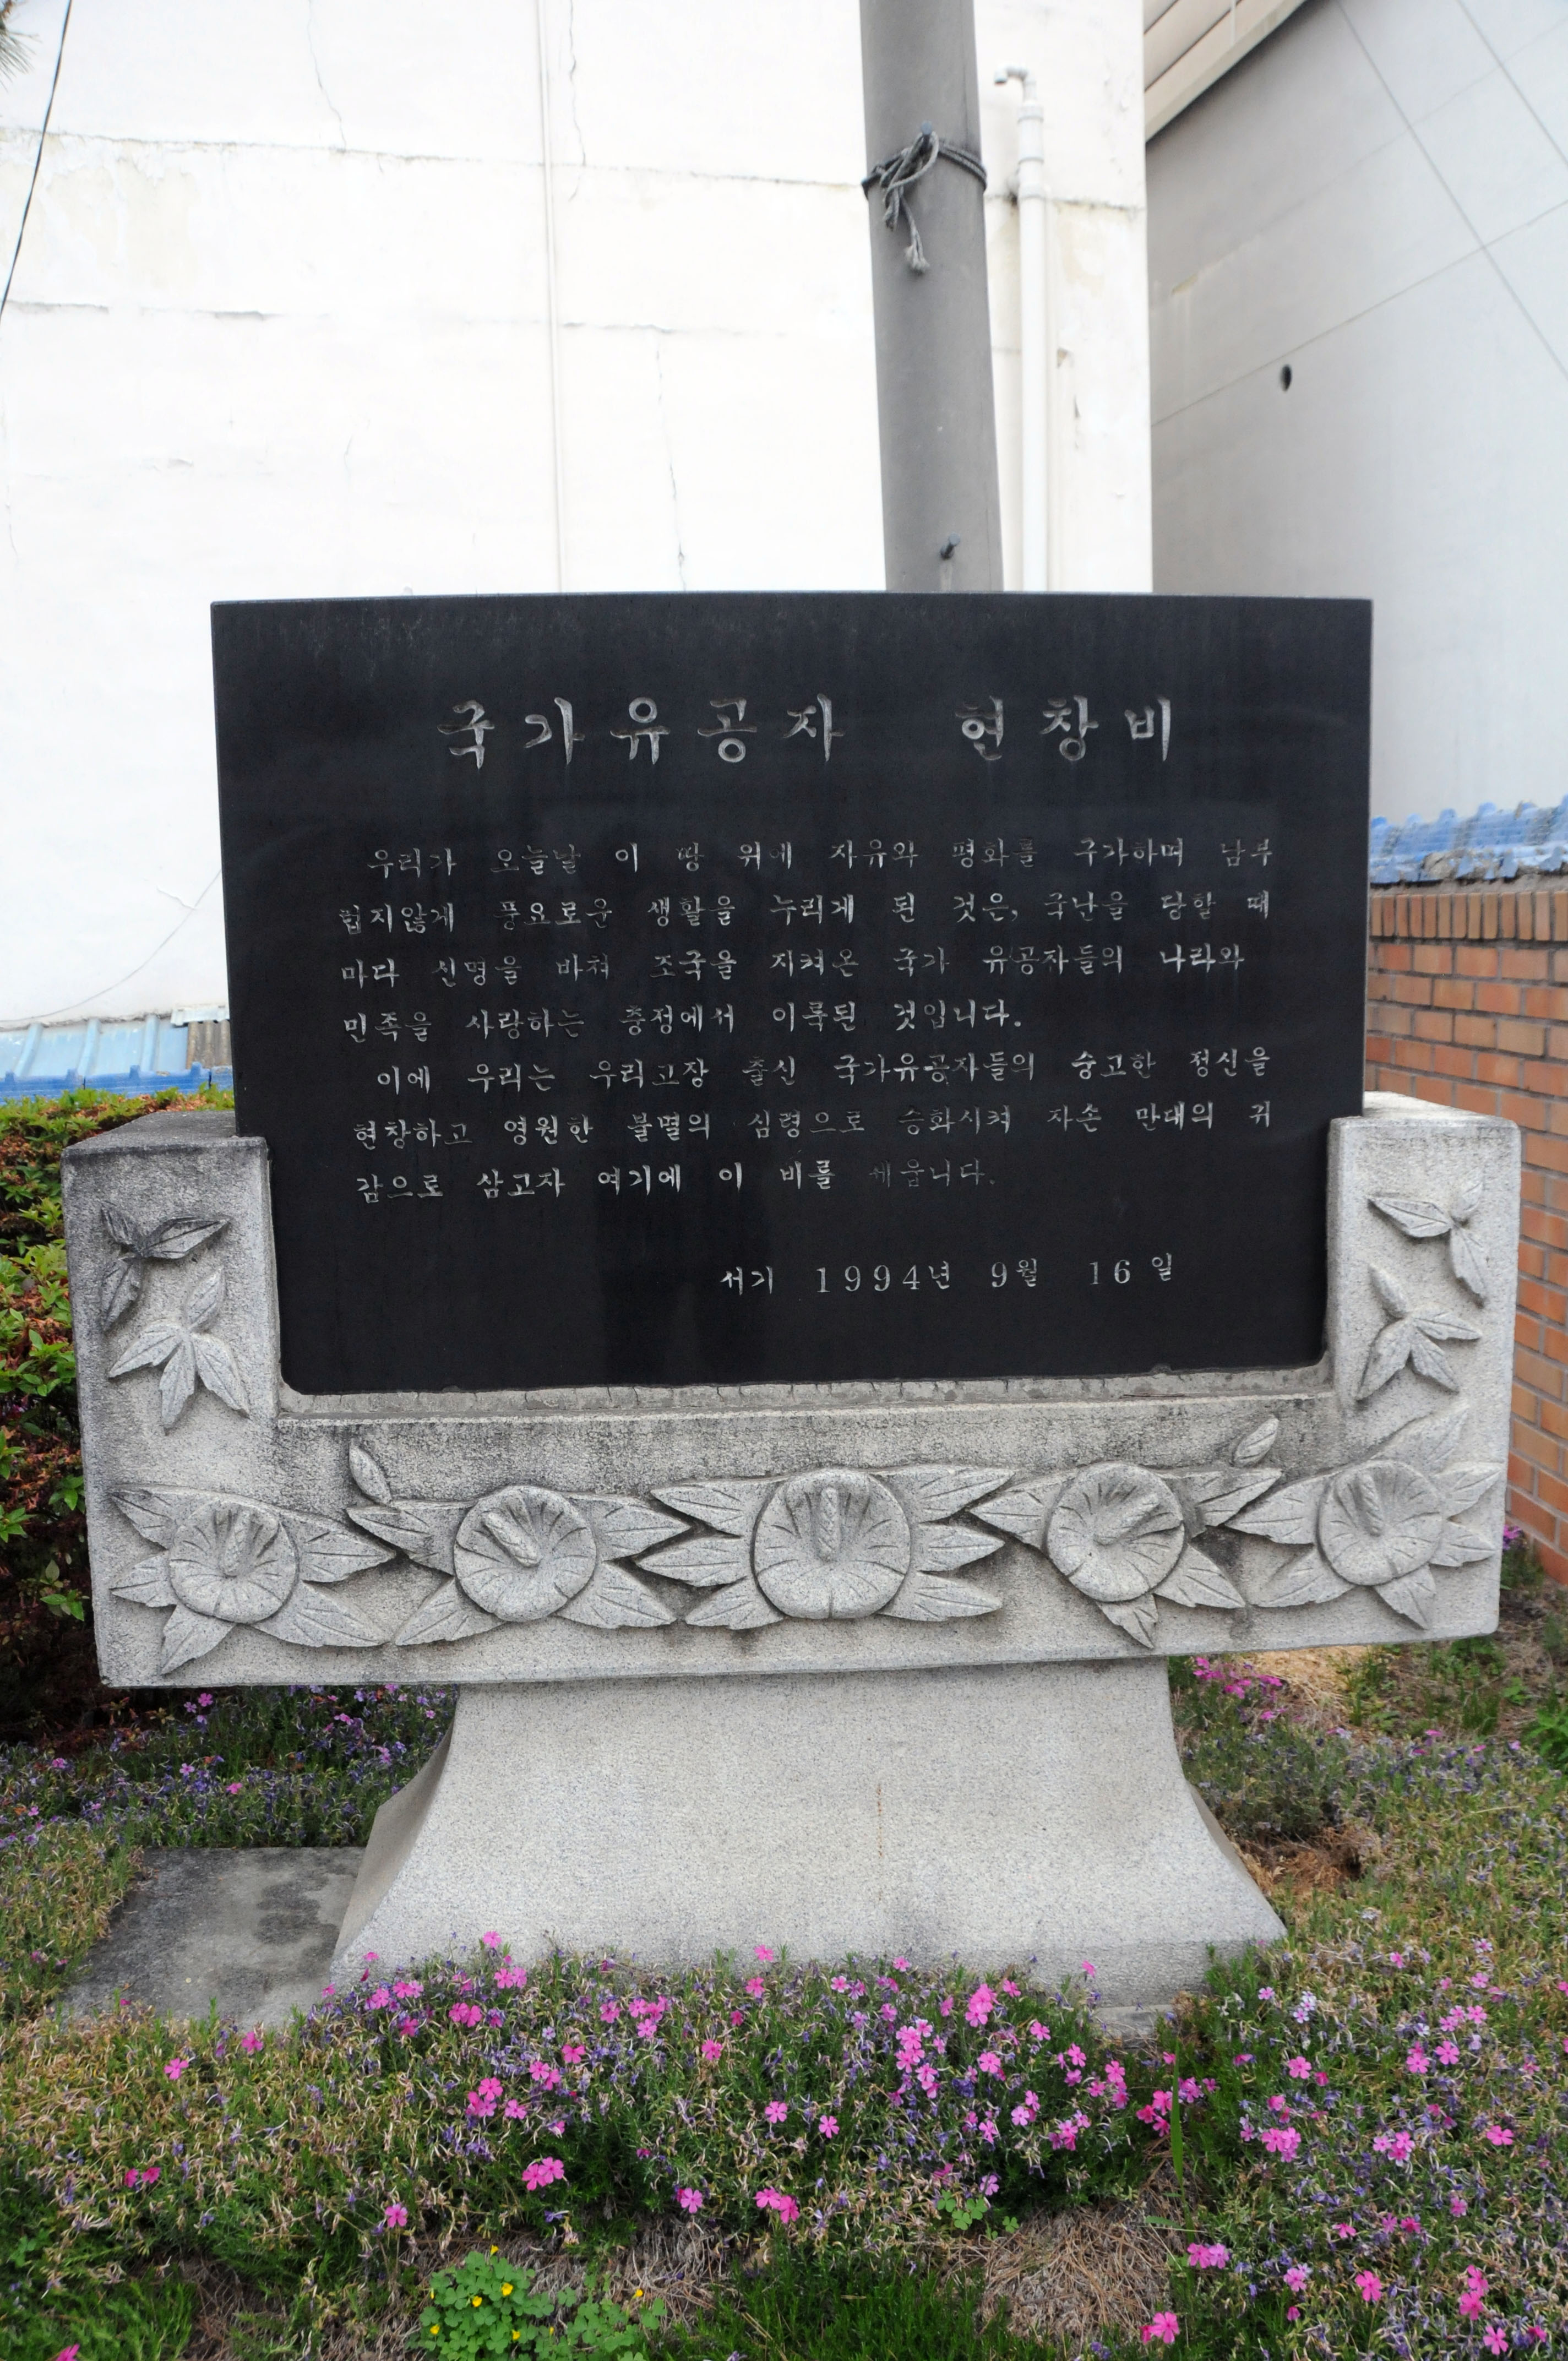 국가유공자 현창비
우리가 오늘날 이 땅 위에 자유와 평화를 구가하며 남부
럽지않게 풍요로운 생활을 누리게 된 것은, 국난을 당할 때
마다 신명을 바쳐 조국을 지켜온 국가 유공자들의 나라와
민족을 사랑하는 충정에서 이룩된 것입니다.
이에 우리는 우리고장 출신 국가유공자들의 숭고한 정신을
현창하고 영원한 불멸의 심령으로 승화시켜 자손 만대의 귀
감으로 삼고자 여기에 이 비를 세웁니다.
서기 1994년 9월 16일